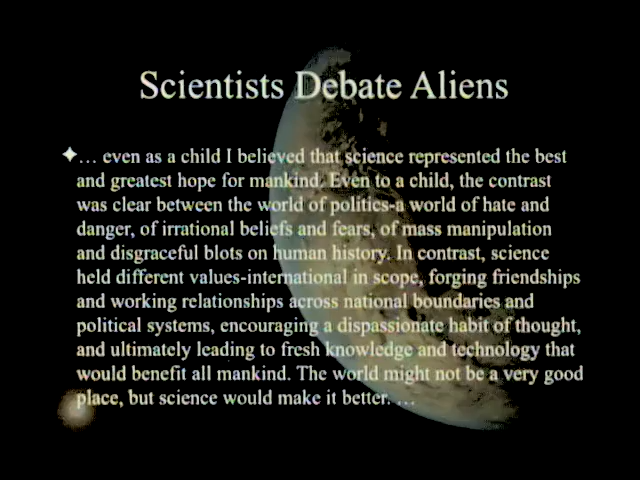 Scientists Debate Aliens
… even as a child I believed that science represented the best
and greatest hope for mankind. Even to a child, the contrast
was clear between the world of politics-a world of hate and
danger, of irrational beliefs and fears, of mass manipulation
and disgraceful blots on human history. In contrast, science
held different values-international in scope, forging friendships
and working relationships across national boundaries and
political systems, encouraging a dispassionate habit of thought,
and ultimately leading to fresh knowledge and technology that
would benefit all mankind. The world might not be a very good
place, but science would make it better. …